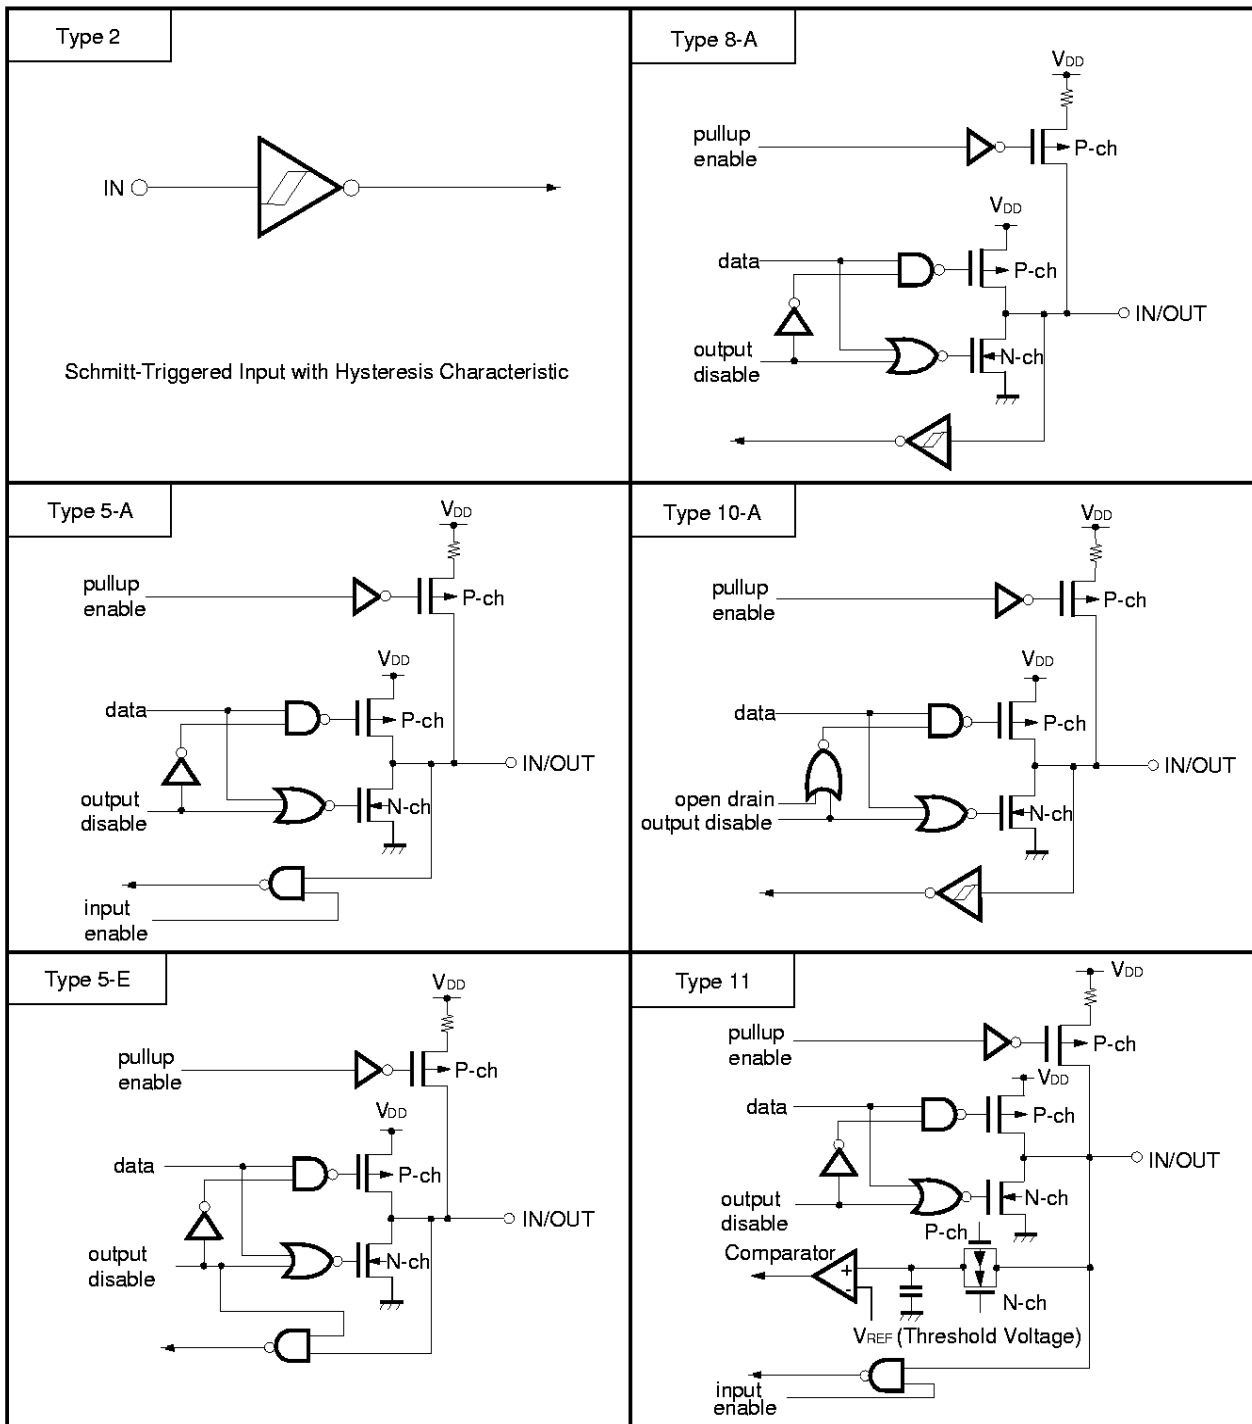 Type 2
IN
Schmitt-Triggered Input with Hysteresis Characteristic
Type 8-A
VDD
pullup
enable
P-ch
VDD
data
P-ch
IN/OUT
output
disable
N-ch
Type 5-A
VDD
pullup
enable
P-ch
VDD
data
P-ch
IN/OUT
output
disable
N-ch
input
enable
Type 10-A
VDD
pullup
enable
P-ch
VDD
data
P-ch
IN/OUT
open drain
output disable
N-ch
Type 5-E
VDD
pullup
enable
P-ch
VDD
data
P-ch
IN/OUT
output
disable
N-ch
Type 11
VDD
pullup
enable
P-ch
VDD
data
P-ch
IN/OUT
output
disable
N-ch
P-ch
Comparator
+
-
N-ch
VREF (Threshold Voltage)
input
enable